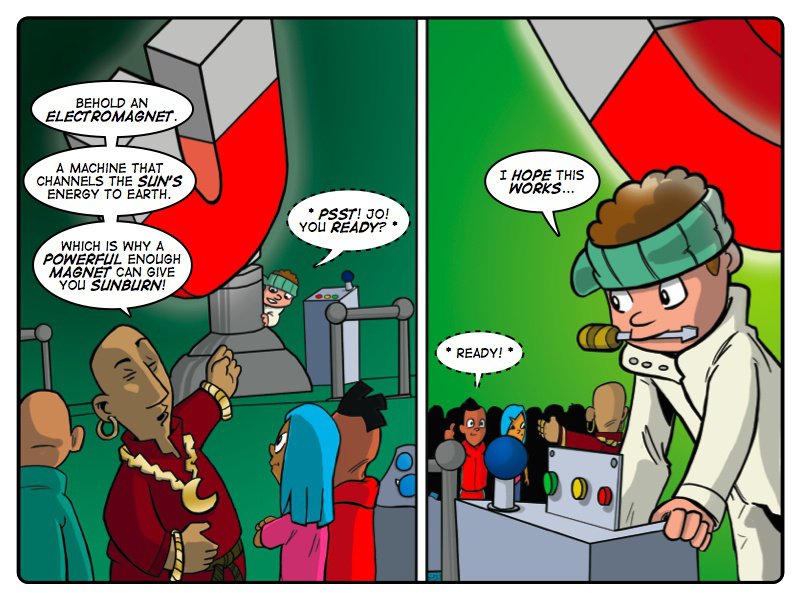 BEHOLD AN
ELECTROMAGNET.
A MACHINE THAT
CHANNELS THE SUN'S
ENERGY TO EARTH.
WHICH IS WHY A
POWERFUL ENOUGH
MAGNET CAN GIVE
YOU SUNBURN!
* PSST! JO!
YOU READY? *
I HOPE THIS
WORKS...
* READY! *